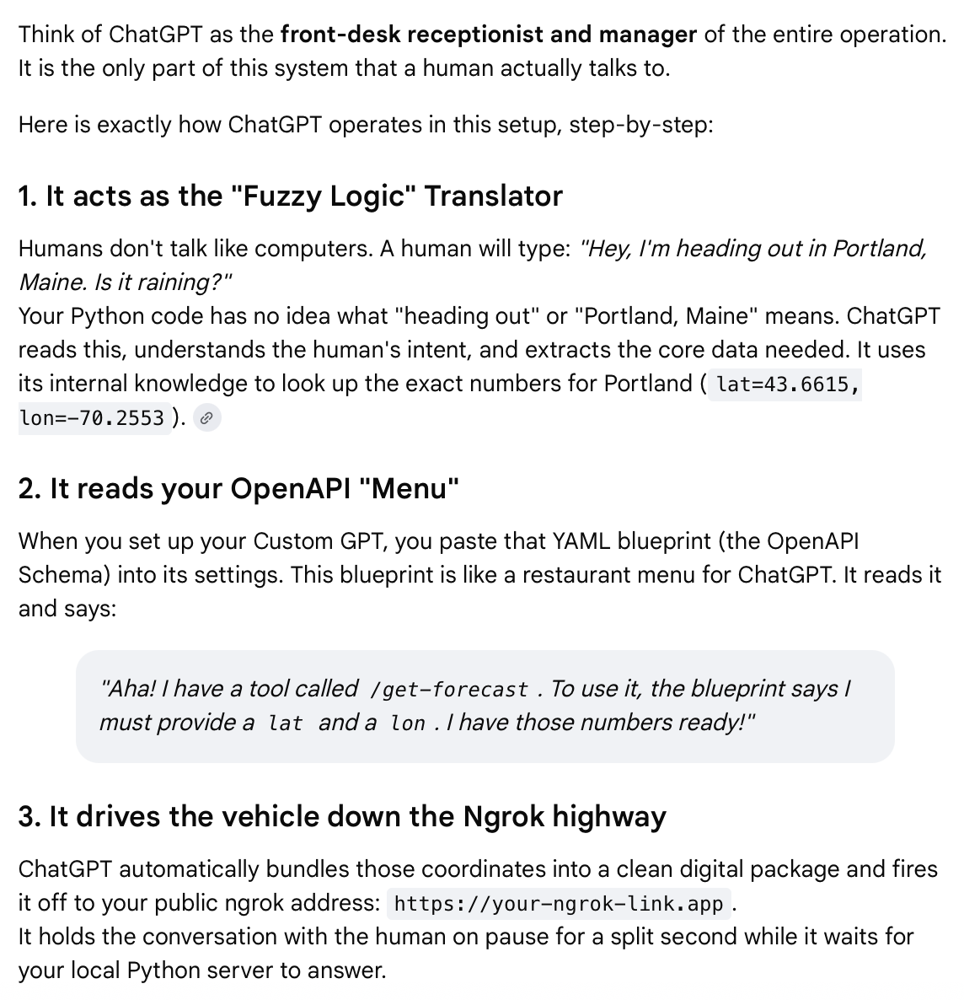 Think of ChatGPT as the front-desk receptionist and manager of the entire operation.
It is the only part of this system that a human actually talks to.
Here is exactly how ChatGPT operates in this setup, step-by-step:
1. It acts as the "Fuzzy Logic" Translator
Humans don't talk like computers. A human will type: "Hey, I'm heading out in Portland,
Maine. Is it raining?"
Your Python code has no idea what "heading out" or "Portland, Maine" means. ChatGPT
reads this, understands the human's intent, and extracts the core data needed. It uses
its internal knowledge to look up the exact numbers for Portland ( lat=43.6615,
lon=-70.2553 ).
2. It reads your OpenAPI "Menu"
When you set up your Custom GPT, you paste that YAML blueprint (the OpenAPI
Schema) into its settings. This blueprint is like a restaurant menu for ChatGPT. It reads it
and says:
"Aha! I have a tool called /get-forecast . To use it, the blueprint says I
must provide a lat and a lon . I have those numbers ready!"
3. It drives the vehicle down the Ngrok highway
ChatGPT automatically bundles those coordinates into a clean digital package and fires
it off to your public ngrok address: https://your-ngrok-link.app .
It holds the conversation with the human on pause for a split second while it waits for
your local Python server to answer.